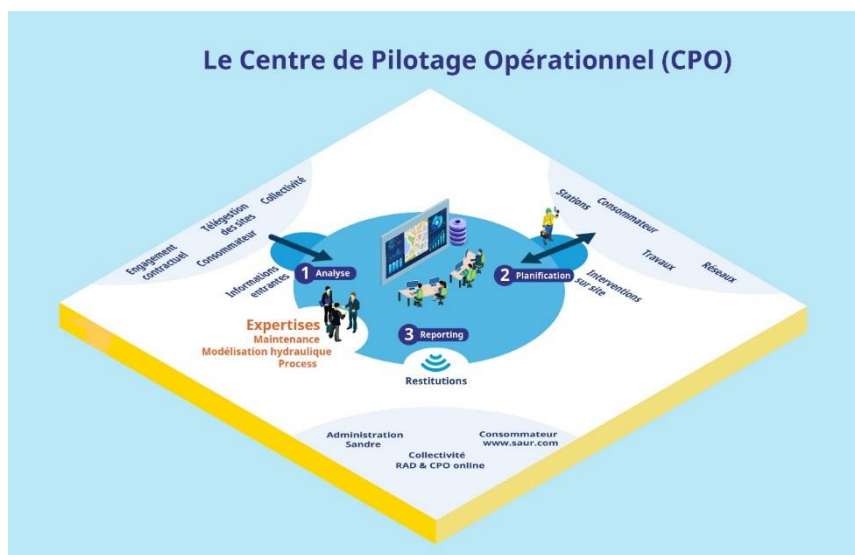 Le Centre de Pilotage Opérationnel (CPO)
Engagement
contractuel
Télégestion
des sites
Consommateur
Collectivité
Informations
entrantes
1 Analyse
Expertises
Maintenance
Modélisation hydraulique
Process
2 Planification
Stations
Consommateur
Travaux
Réseaux
Interventions
sur site
3 Reporting
Restitutions
Administration
Sandre
Collectivité
RAD & CPO online
Consommateur
www.saur.com